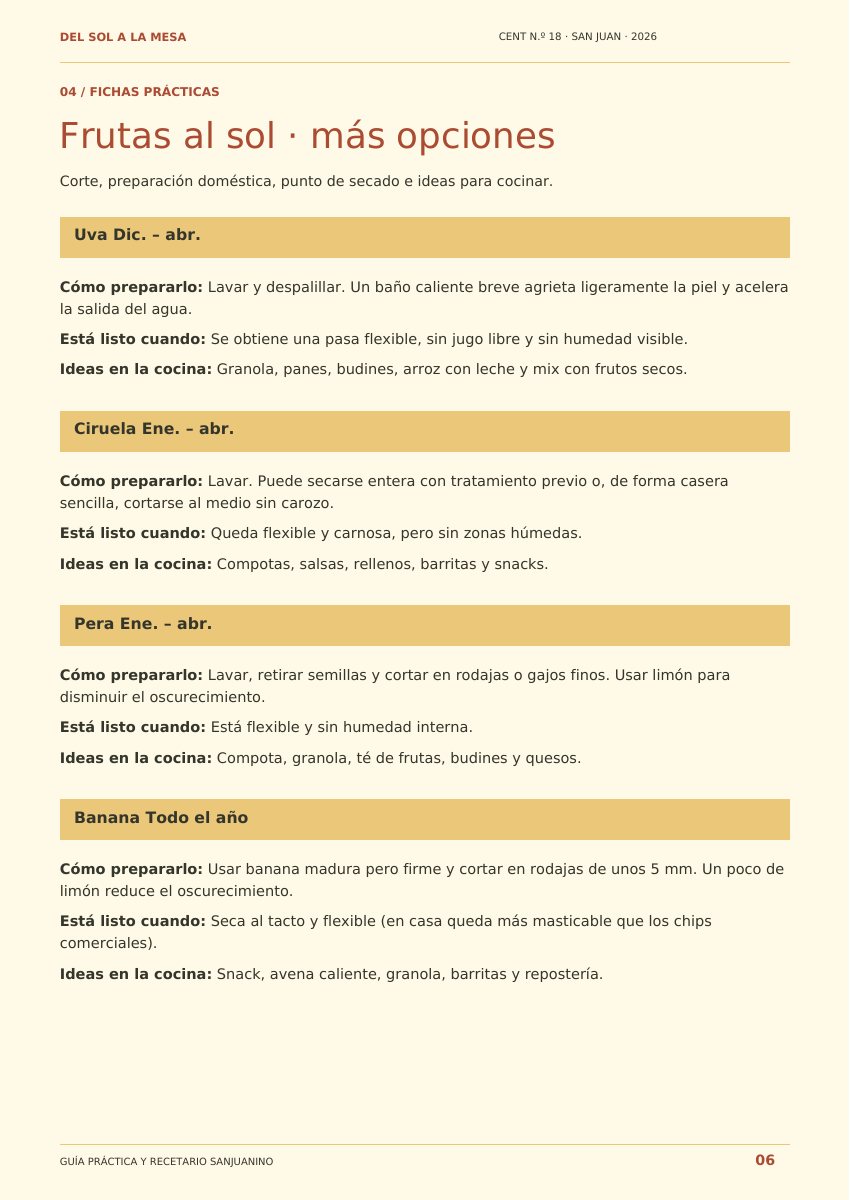 DEL SOL A LA MESA
CENT N.º 18 · SAN JUAN · 2026
04 / FICHAS PRÁCTICAS
Frutas al sol · más opciones
Corte, preparación doméstica, punto de secado e ideas para cocinar.
Uva Dic. – abr.
Cómo prepararlo: Lavar y despalillar. Un baño caliente breve agrieta ligeramente la piel y acelera
la salida del agua.
Está listo cuando: Se obtiene una pasa flexible, sin jugo libre y sin humedad visible.
Ideas en la cocina: Granola, panes, budines, arroz con leche y mix con frutos secos.
Ciruela Ene. – abr.
Cómo prepararlo: Lavar. Puede secarse entera con tratamiento previo o, de forma casera
sencilla, cortarse al medio sin carozo.
Está listo cuando: Queda flexible y carnosa, pero sin zonas húmedas.
Ideas en la cocina: Compotas, salsas, rellenos, barritas y snacks.
Pera Ene. – abr.
Cómo prepararlo: Lavar, retirar semillas y cortar en rodajas o gajos finos. Usar limón para
disminuir el oscurecimiento.
Está listo cuando: Está flexible y sin humedad interna.
Ideas en la cocina: Compota, granola, té de frutas, budines y quesos.
Banana Todo el año
Cómo prepararlo: Usar banana madura pero firme y cortar en rodajas de unos 5 mm. Un poco de
limón reduce el oscurecimiento.
Está listo cuando: Seca al tacto y flexible (en casa queda más masticable que los chips
comerciales).
Ideas en la cocina: Snack, avena caliente, granola, barritas y repostería.
GUÍA PRÁCTICA Y RECETARIO SANJUANINO
06